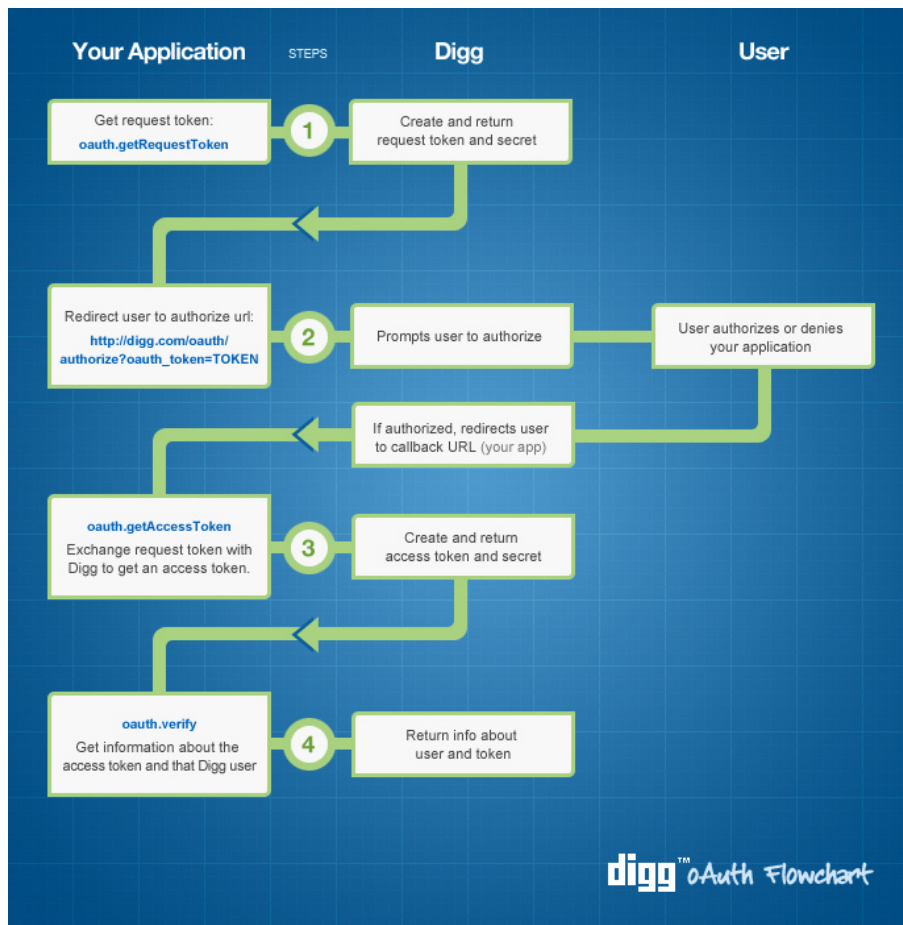 Your Application
STEPS
Digg
User
Get request token:
oauth.getRequestToken
1
Create and return
request token and secret
Redirect user to authorize url:
http://digg.com/oauth/
authorize?oauth_token=TOKEN
2
Prompts user to authorize
User authorizes or denies
your application
If authorized, redirects user
to callback URL (your app)
oauth.getAccessToken
Exchange request token with
Digg to get an access token.
3
Create and return
access token and secret
oauth.verify
Get information about the
access token and that Digg user
4
Return info about
user and token
digg™ oAuth Flowchart